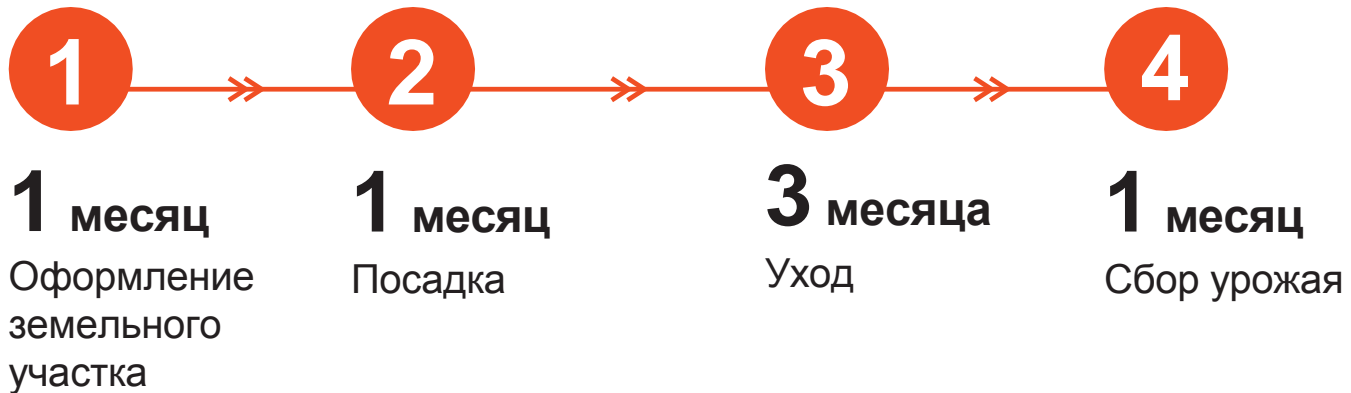 1
2
3
4
1 месяц
Оформление
земельного
участка
1 месяц
Посадка
3 месяца
Уход
1 месяц
Сбор урожая